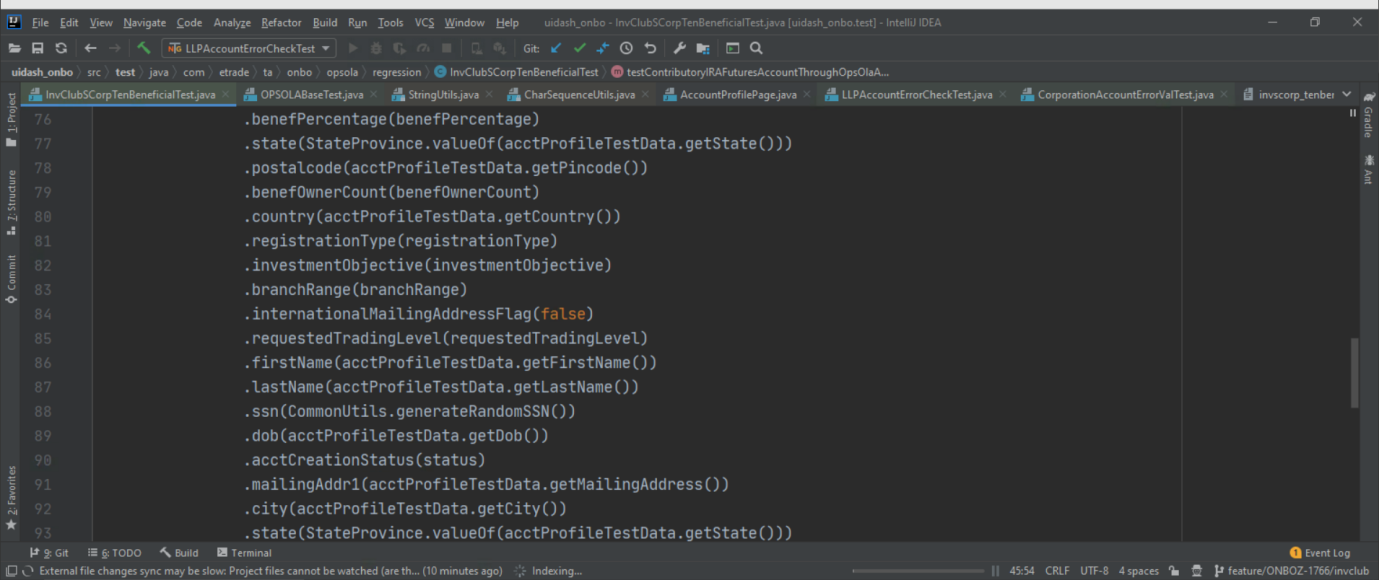 File Edit View Navigate Code Analyze Refactor Build Run Tools VCS Window Help uidash_onbo - InvClubSCorpTenBeneficialTest.java [uidash_onbo.test] - IntelliJ IDEA
LLPAccountErrorCheckTest Git:
uidash_onbo src test java com etrade ta onbo opsola regression InvClubSCorpTenBeneficialTest testContributoryIRAFuturesAccountThroughOpsOlaA...
InvClubSCorpTenBeneficialTest.java OPSOLABaseTest.java StringUtils.java CharSequenceUtils.java AccountProfilePage.java LLPAccountErrorCheckTest.java CorporationAccountErrorValTest.java invscorp_tenber
1: Project
Z: Structure
Commit
2: Favorites
76 .benefPercentage(benefPercentage)
77 .state(StateProvince.valueOf(acctProfileTestData.getState()))
78 .postalcode(acctProfileTestData.getPincode())
79 .benefOwnerCount(benefOwnerCount)
80 .country(acctProfileTestData.getCountry())
81 .registrationType(registrationType)
82 .investmentObjective(investmentObjective)
83 .branchRange(branchRange)
84 .internationalMailingAddressFlag(false)
85 .requestedTradingLevel(requestedTradingLevel)
86 .firstName(acctProfileTestData.getFirstName())
87 .lastName(acctProfileTestData.getLastName())
88 .ssn(CommonUtils.generateRandomSSN())
89 .dob(acctProfileTestData.getDob())
90 .acctCreationStatus(status)
91 .mailingAddr1(acctProfileTestData.getMailingAddress())
92 .city(acctProfileTestData.getCity())
93 .state(StateProvince.valueOf(acctProfileTestData.getState()))
Gradle
Ant
9: Git 6: TODO Build Terminal 1 Event Log
External file changes sync may be slow: Project files cannot be watched (are th... (10 minutes ago) Indexing... 45:54 CRLF UTF-8 4 spaces feature/ONBOZ-1766/invclub